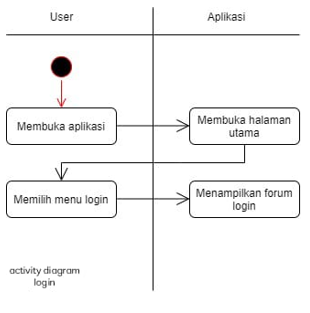 User
Aplikasi
Membuka aplikasi
Membuka halaman
utama
Memilih menu login
Menampilkan forum
login
activity diagram
login